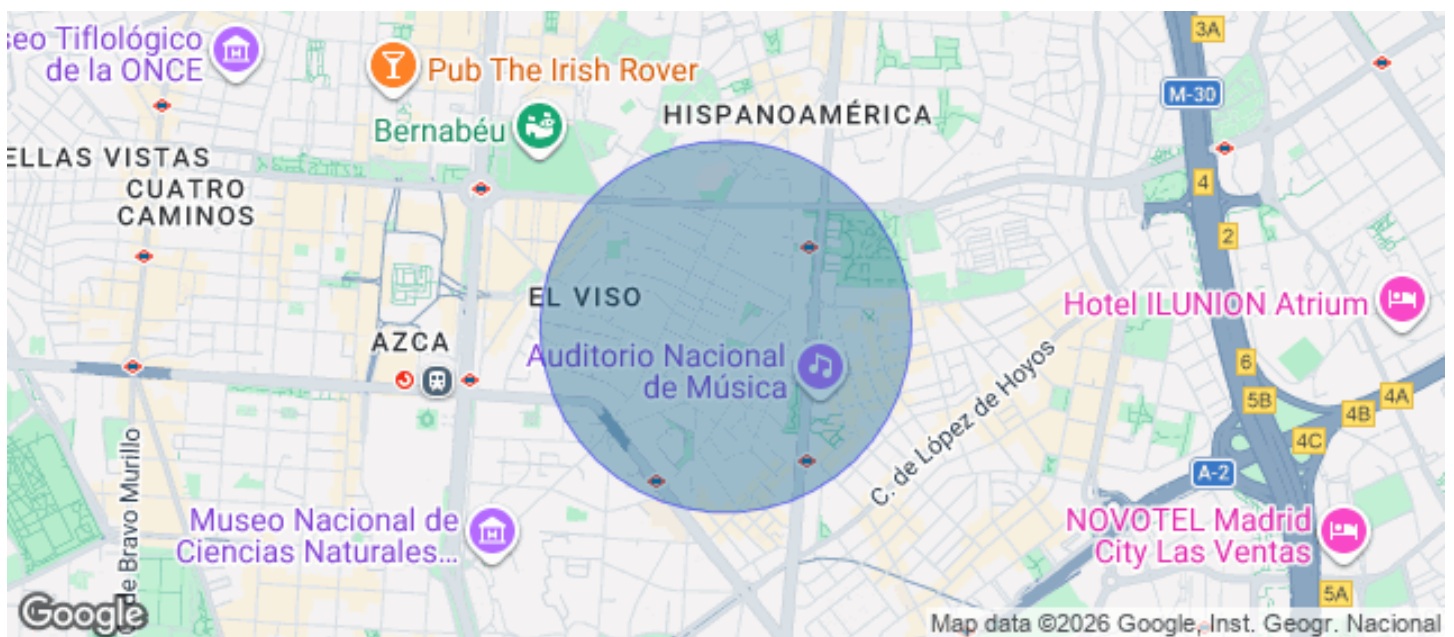 3A
seo Tiflológico
de la ONCE
Pub The Irish Rover
M-30
HISPANOAMÉRICA
Bernabéu
ELLAS VISTAS
CUATRO
CAMINOS
4
2
EL VISO
Hotel ILUNION Atrium
AZCA
Auditorio Nacional
de Música
6
5B
4A
4B
4C
C. de López de Hoyos
A-2
de Bravo Murillo
Museo Nacional de
Ciencias Naturales...
NOVOTEL Madrid
City Las Ventas
5A
Google
Map data ©2026 Google, Inst. Geogr. Nacional